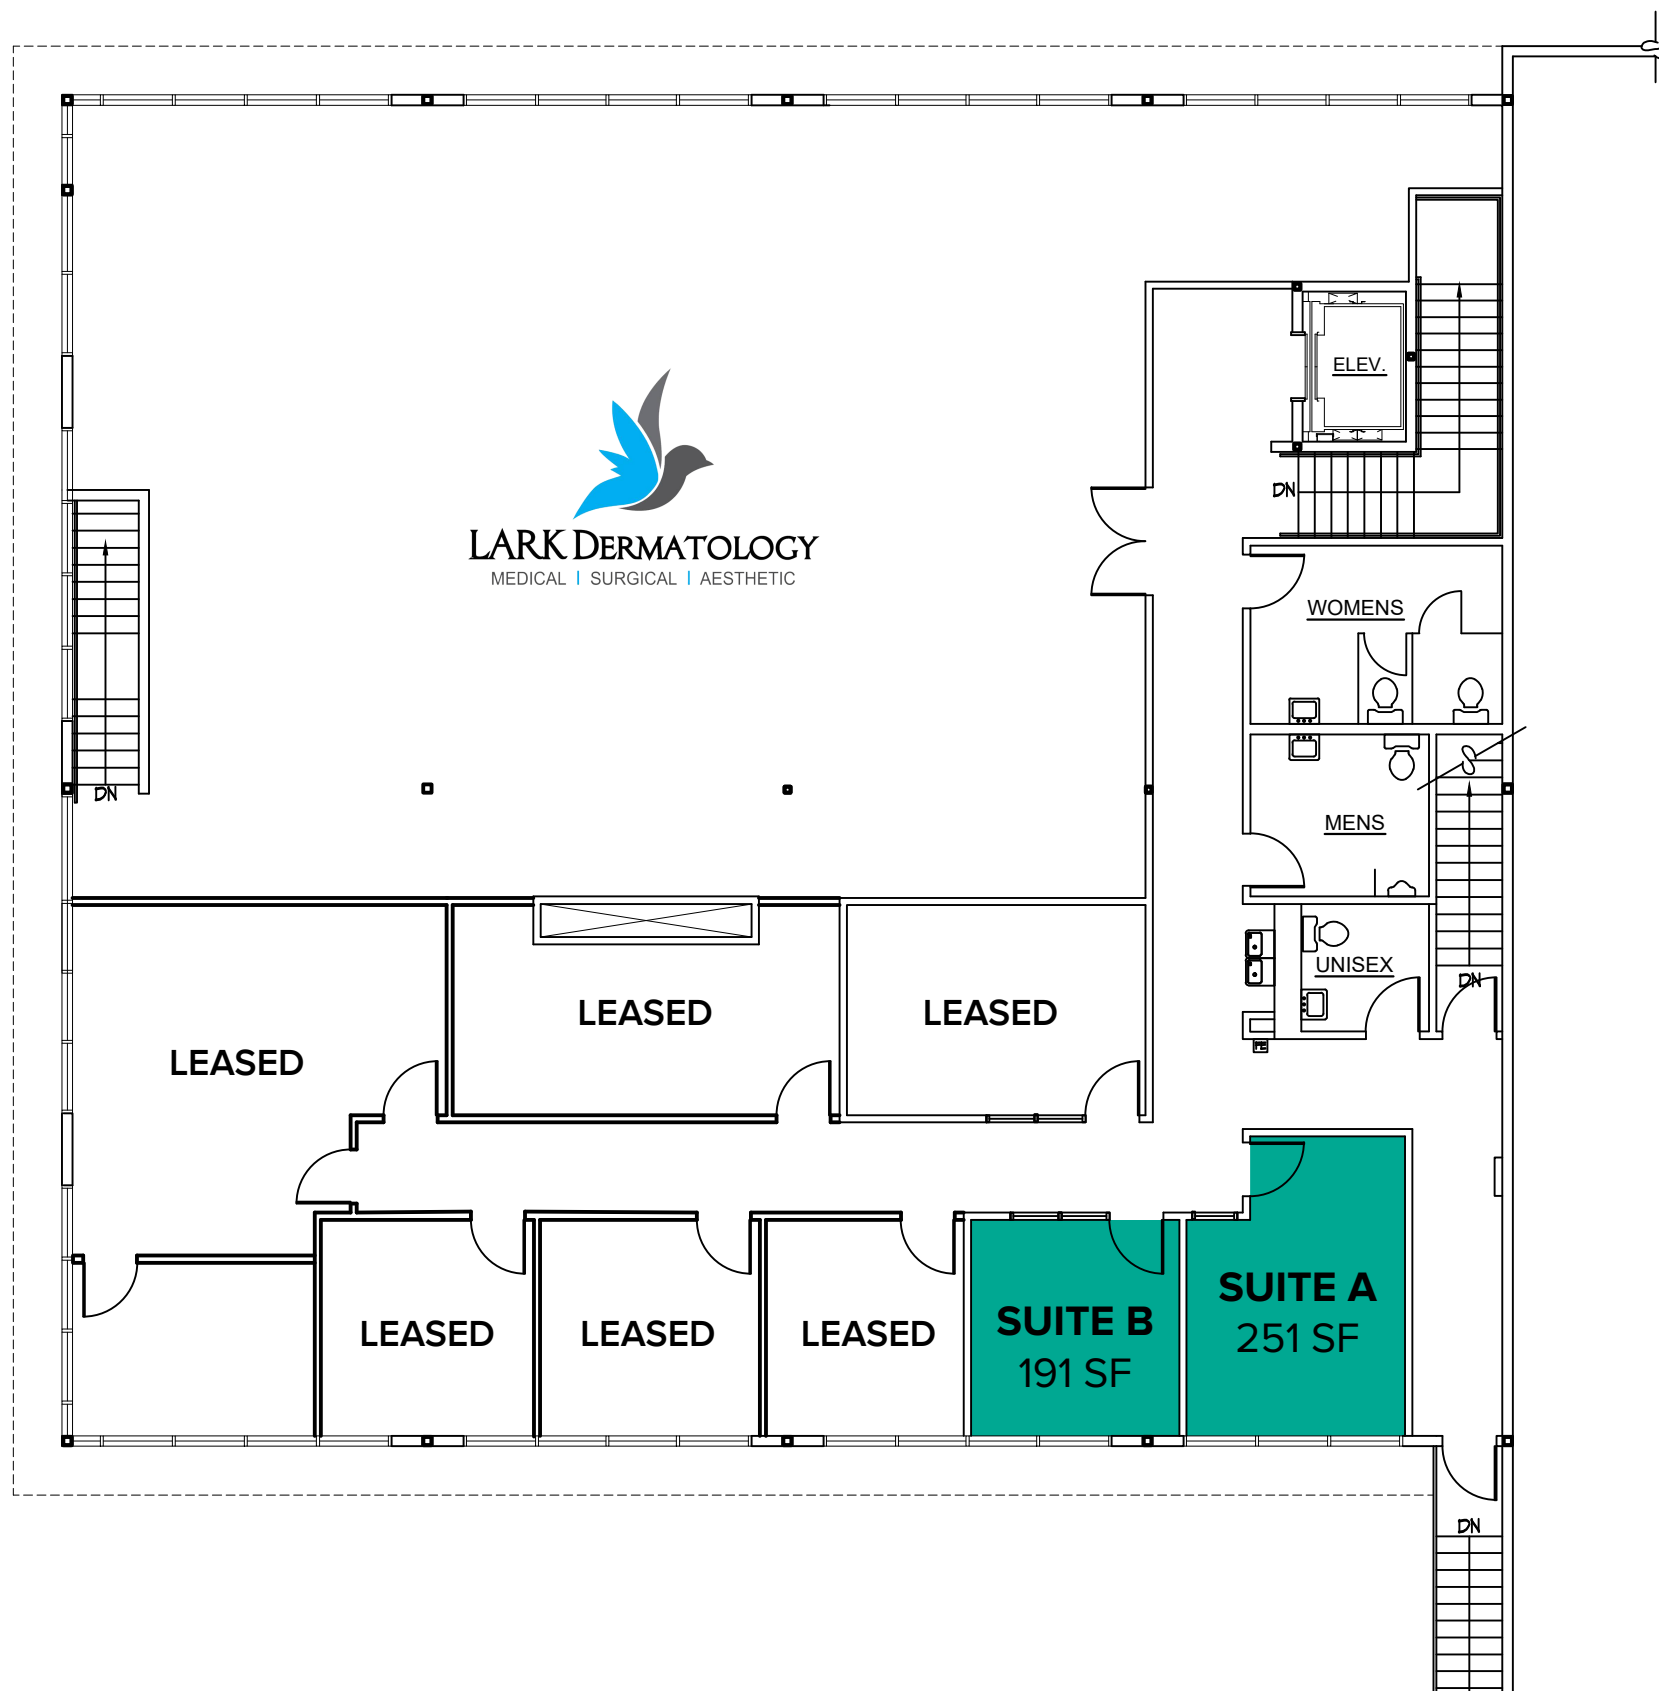 ELEV.
DN
LARK DERMATOLOGY
MEDICAL | SURGICAL | AESTHETIC
WOMENS
DN
MENS
UNISEX
DN
LEASED
LEASED
LEASED
FE
SUITE A
251 SF
SUITE B
191 SF
LEASED
LEASED
LEASED
DN